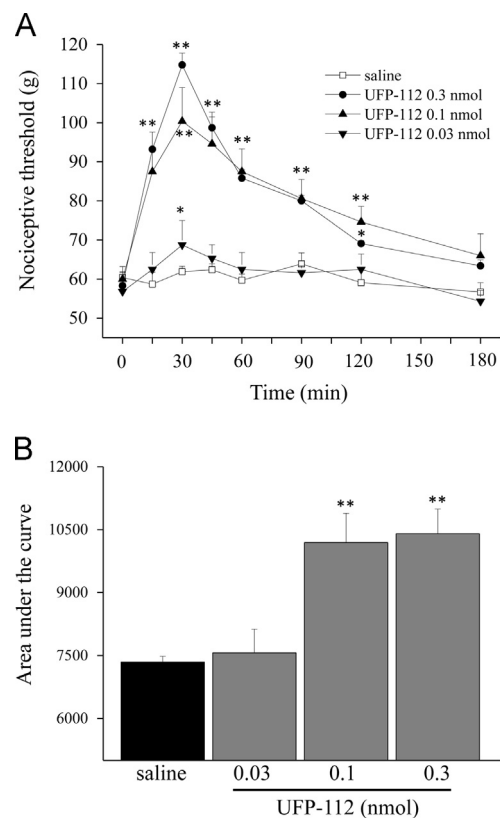 A
120
110
100
90
80
70
60
50
Nociceptive threshold (g)
saline
UFP-112 0.3 nmol
UFP-112 0.1 nmol
UFP-112 0.03 nmol
**
**
**
**
**
**
**
*
*
0 30 60 90 120 150 180
Time (min)
B
12000
10500
9000
7500
6000
Area under the curve
**
**
saline 0.03 0.1 0.3
UFP-112 (nmol)